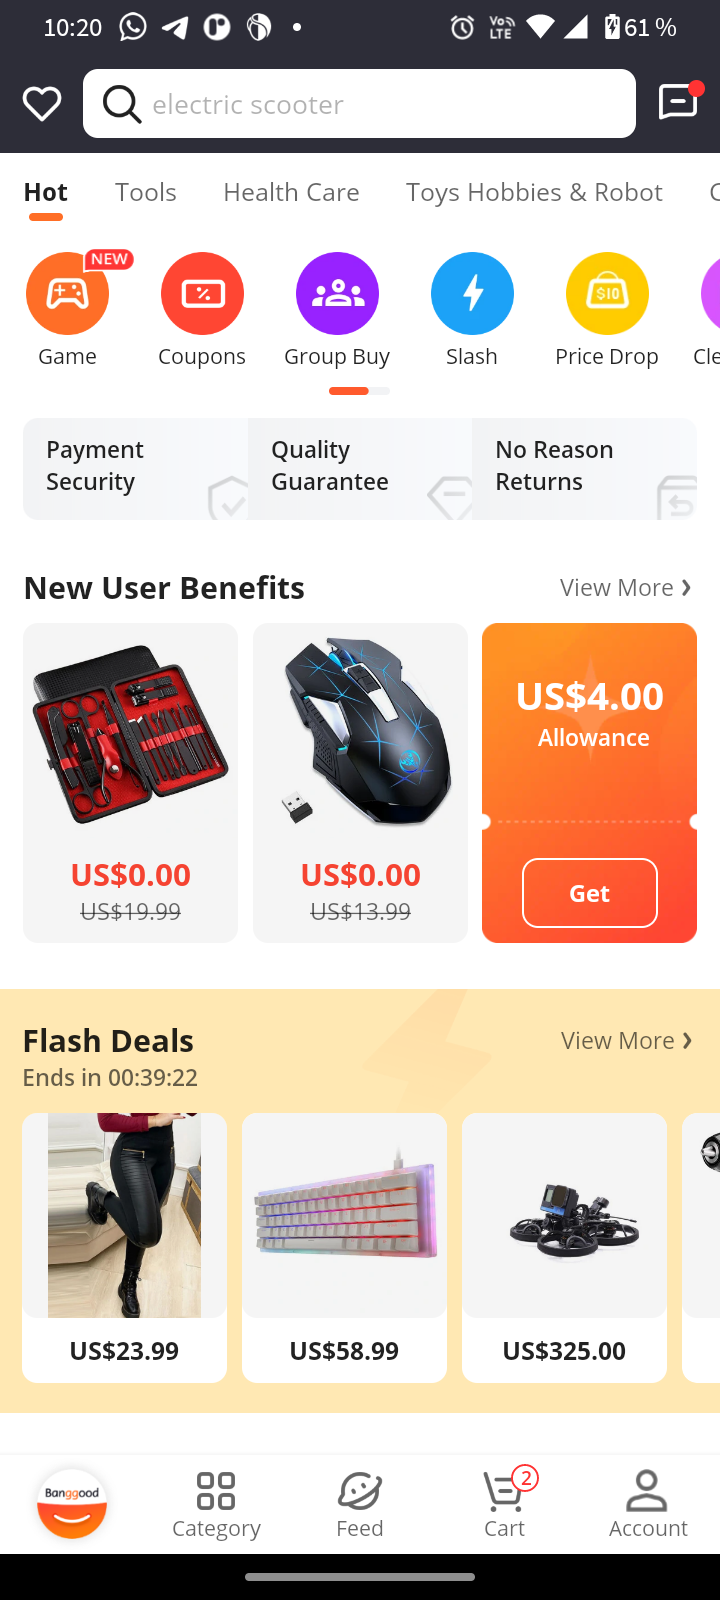 10:20
Vo)) LTE
61 %
electric scooter
Hot
Tools
Health Care
Toys Hobbies & Robot
NEW
Game
Coupons
Group Buy
Slash
$10
Price Drop
Cle
Payment
Security
Quality
Guarantee
No Reason
Returns
New User Benefits
View More
US$0.00
US$19.99
US$0.00
US$13.99
US$4.00
Allowance
Get
Flash Deals
View More
Ends in 00:39:22
US$23.99
US$58.99
US$325.00
Banggood
Category
Feed
2
Cart
Account